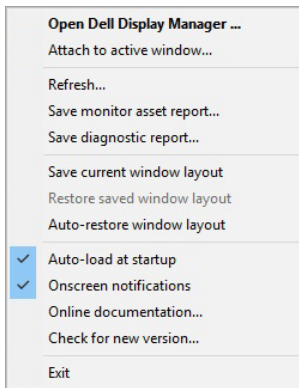 Open Dell Display Manager ...
Attach to active window...
Refresh...
Save monitor asset report...
Save diagnostic report...
Save current window layout
Restore saved window layout
Auto-restore window layout
Auto-load at startup
Onscreen notifications
Online documentation...
Check for new version...
Exit